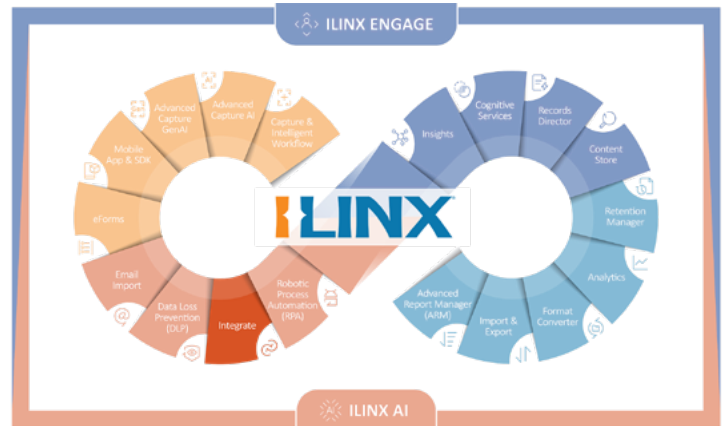 ILINX ENGAGE
Advanced
Capture
GenAI
Advanced
Capture AI
Capture &
Intelligent
Workflow
Mobile
App & SDK
eForms
Email
Import
Data Loss
Prevention
(DLP)
Integrate
Robotic
Process
Automation
(RPA)
ILINX
Insights
Cognitive
Services
Records
Director
Content
Store
Retention
Manager
Analytics
Format
Converter
Import &
Export
Advanced
Report Manager
(ARM)
AI
ILINX AI